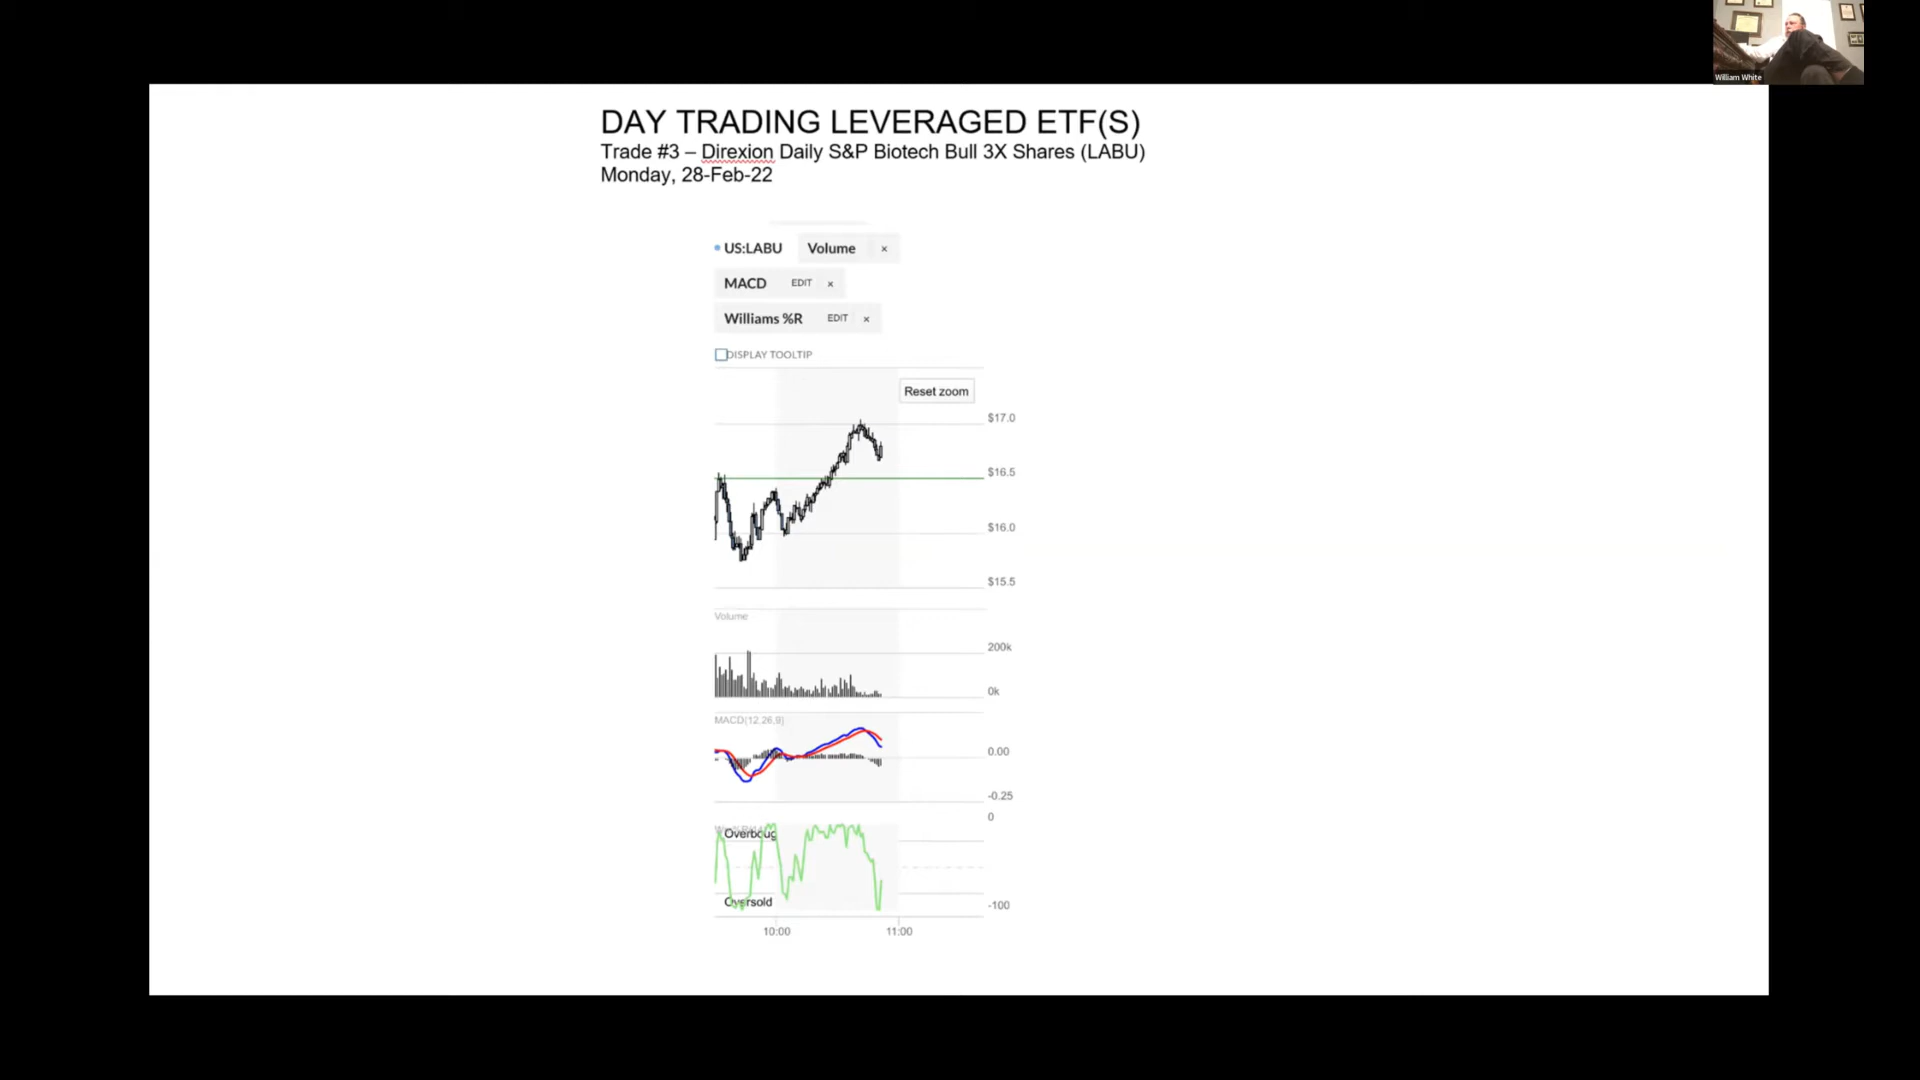 William White
DAY TRADING LEVERAGED ETF(S)
Trade #3 – Direxion Daily S&P Biotech Bull 3X Shares (LABU)
Monday, 28-Feb-22
US:LABU Volume ×
MACD EDIT ×
Williams %R EDIT ×
DISPLAY TOOLTIP
Reset zoom
$17.0
$16.5
$16.0
$15.5
Volume
200k
0k
MACD(12,26,9)
0.00
-0.25
0
Overboug
Oversold
-100
10:00 11:00